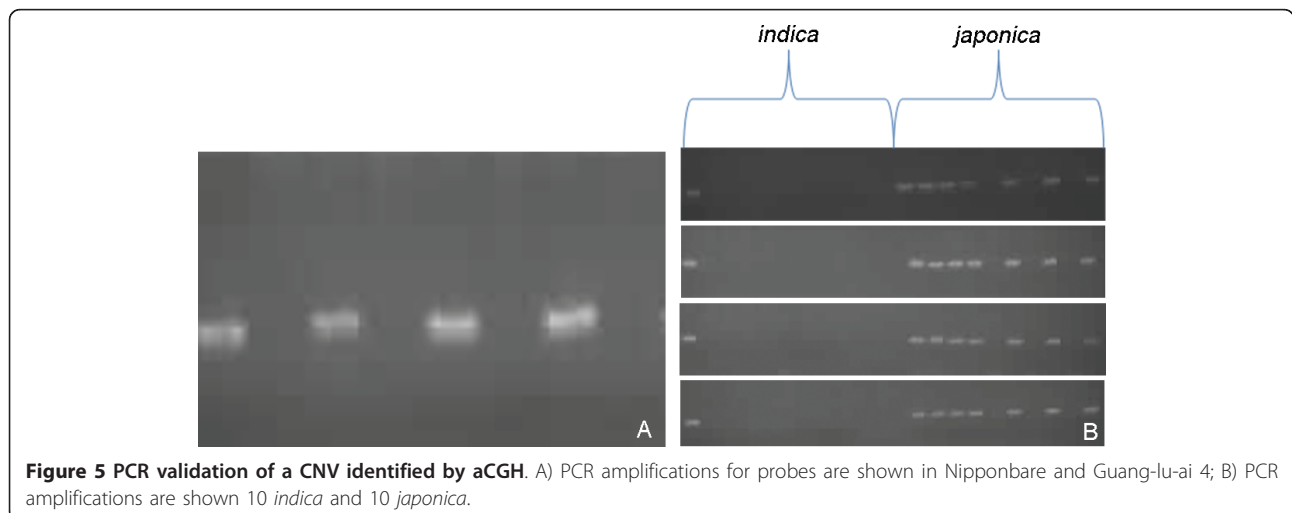 indica japonica
A B
Figure 5 PCR validation of a CNV identified by aCGH. A) PCR amplifications for probes are shown in Nipponbare and Guang-lu-ai 4; B) PCR
amplifications are shown 10 indica and 10 japonica.